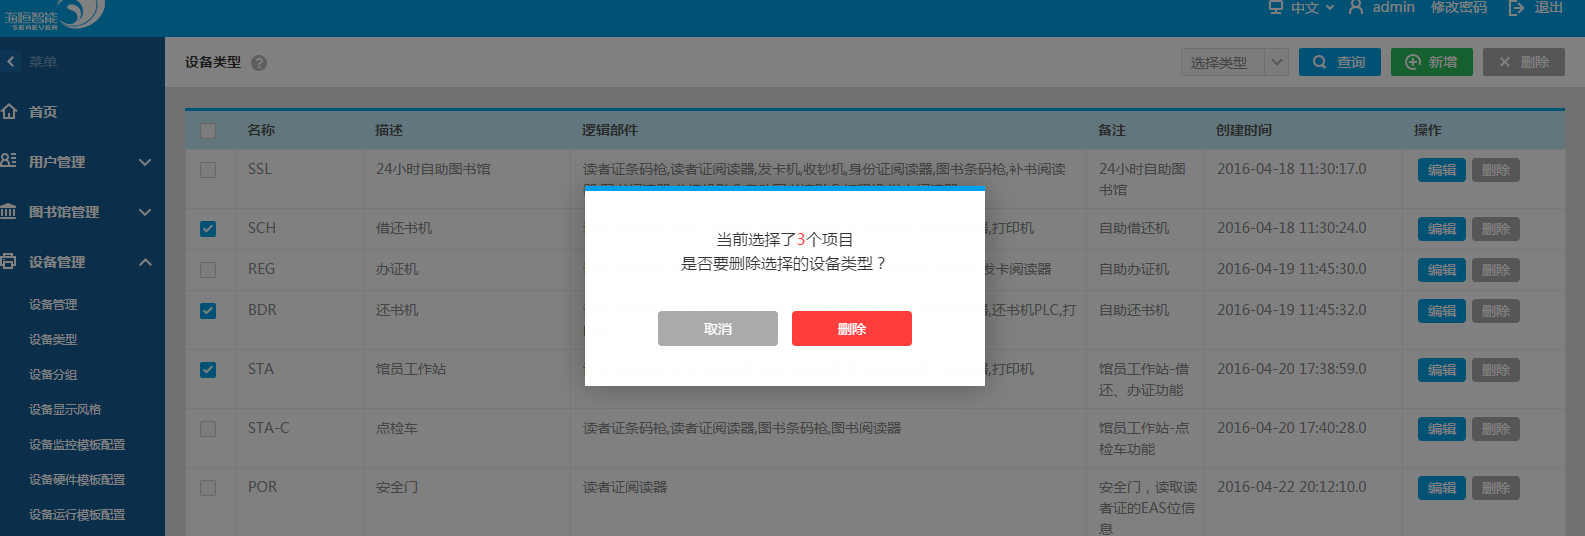 海恒智能
SEAEVER
中文
admin
修改密码
退出
菜单
设备类型 ?
选择类型
查询
新增
删除
首页
用户管理
图书馆管理
设备管理
设备管理
设备类型
设备分组
设备显示风格
设备监控模板配置
设备硬件模板配置
设备运行模板配置
名称 描述 逻辑部件 备注 创建时间 操作
SSL 24小时自助图书馆 读者证条码枪,读者证阅读器,发卡机,收钞机,身份证阅读器,图书条码枪,补书阅读 24小时自助图 2016-04-18 11:30:17.0 编辑 删除
书馆
SCH 借还书机 ,打印机 自助借还机 2016-04-18 11:30:24.0 编辑 删除
REG 办证机 发卡阅读器 自助办证机 2016-04-19 11:45:30.0 编辑 删除
BDR 还书机 ,还书机PLC,打 自助还书机 2016-04-19 11:45:32.0 编辑 删除
STA 馆员工作站 ,打印机 馆员工作站-借 2016-04-20 17:38:59.0 编辑 删除
还、办证功能
STA-C 点检车 读者证条码枪,读者证阅读器,图书条码枪,图书阅读器 馆员工作站-点 2016-04-20 17:40:28.0 编辑 删除
检车功能
POR 安全门 读者证阅读器 安全门，读取读 2016-04-22 20:12:10.0 编辑 删除
者证的EAS位信
息
当前选择了3个项目
是否要删除选择的设备类型？
取消
删除